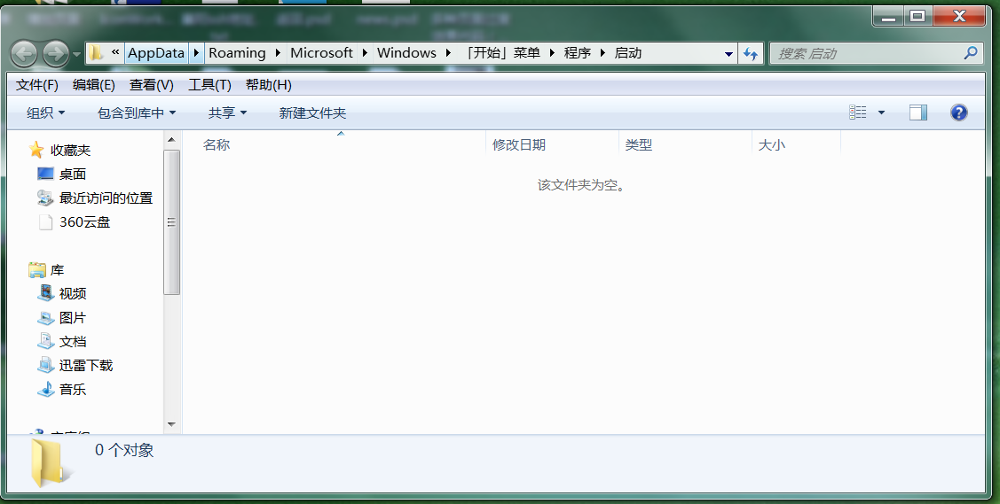 « AppData ▸ Roaming ▸ Microsoft ▸ Windows ▸ 「开始」菜单 ▸ 程序 ▸ 启动
搜索 启动
文件(F) 编辑(E) 查看(V) 工具(T) 帮助(H)
组织 包含到库中 共享 新建文件夹
名称 修改日期 类型 大小
该文件夹为空。
收藏夹
桌面
最近访问的位置
360云盘
库
视频
图片
文档
迅雷下载
音乐
0 个对象